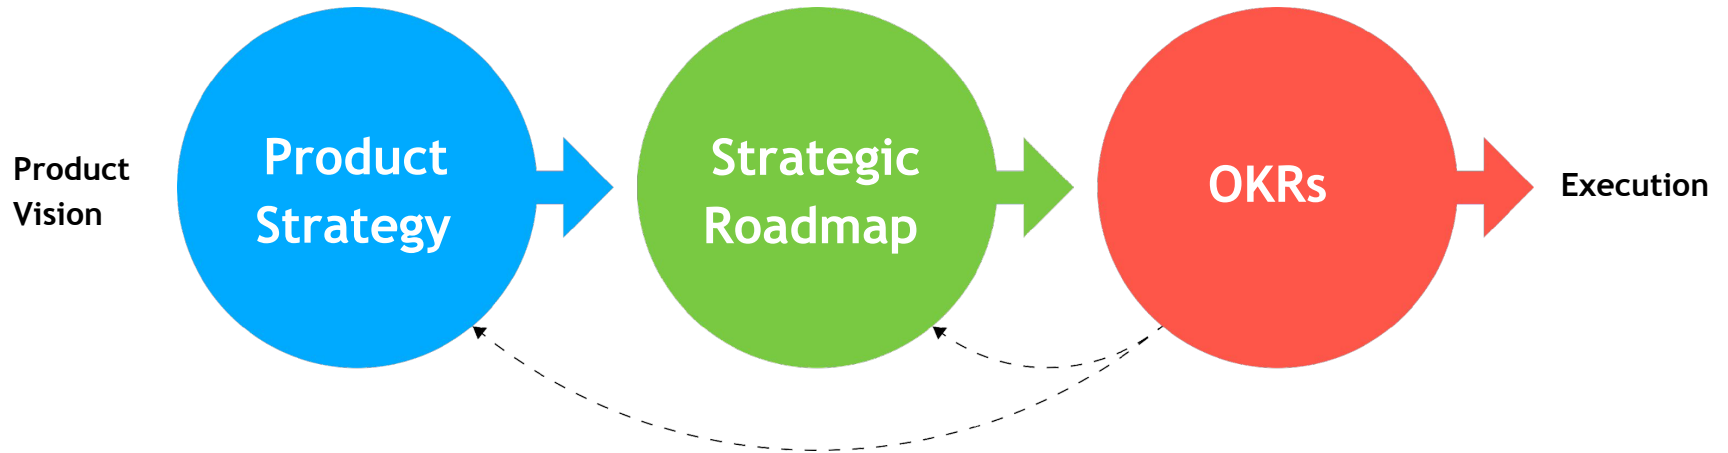 Product
Vision
Product
Strategy
Strategic
Roadmap
OKRs
Execution